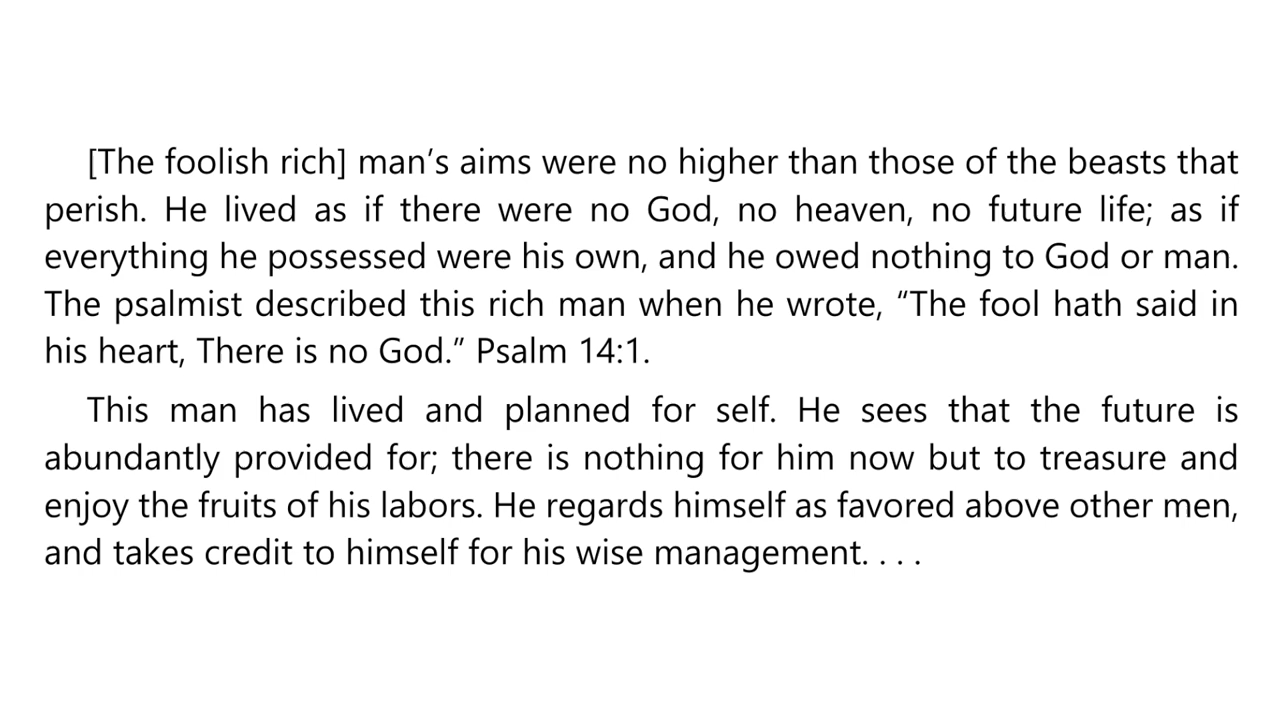 [The foolish rich] man’s aims were no higher than those of the beasts that
perish. He lived as if there were no God, no heaven, no future life; as if
everything he possessed were his own, and he owed nothing to God or man.
The psalmist described this rich man when he wrote, “The fool hath said in
his heart, There is no God.” Psalm 14:1.
This man has lived and planned for self. He sees that the future is
abundantly provided for; there is nothing for him now but to treasure and
enjoy the fruits of his labors. He regards himself as favored above other men,
and takes credit to himself for his wise management. . . .